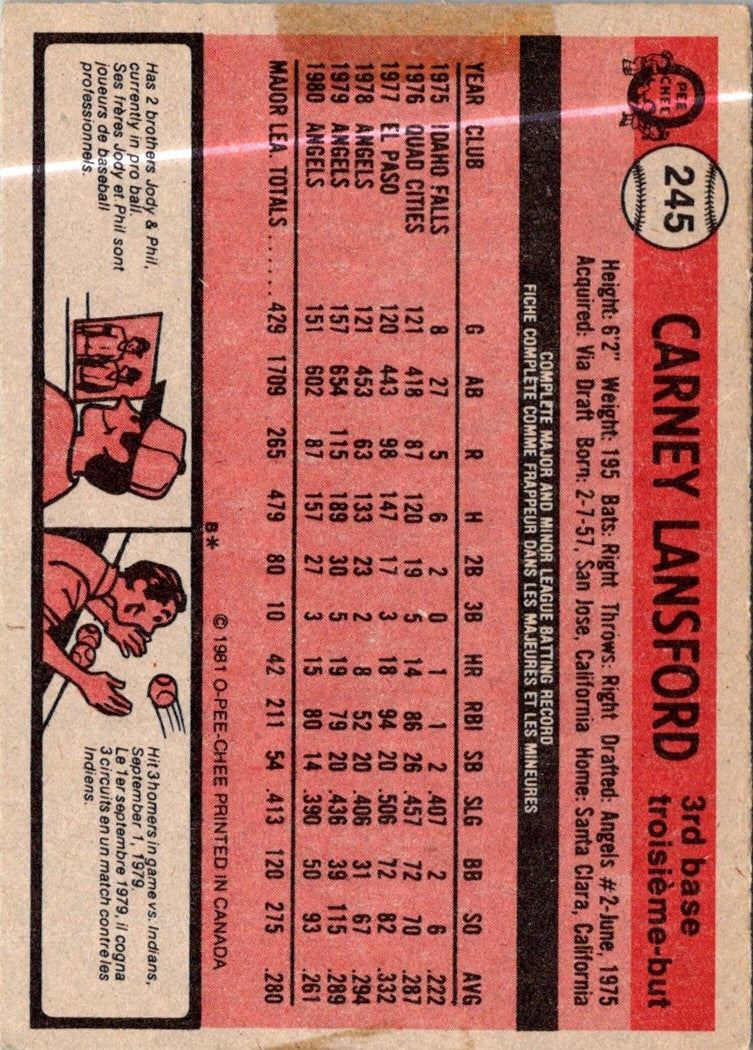 O
PEE
CHEE
245
CARNEY LANSFORD
3rd base
troisième-but
Height: 6'2" Weight: 195 Bats: Right Throws: Right Drafted: Angels #2-June, 1975
Acquired: Via Draft Born: 2-7-57, San Jose, California Home: Santa Clara, California
COMPLETE MAJOR AND MINOR LEAGUE BATTING RECORD
FICHE COMPLETE COMME FRAPPEUR DANS LES MAJEURES ET LES MINEURES
YEAR CLUB G AB R H 2B 3B HR RBI SB SLG BB SO AVG
1975 IDAHO FALLS 8 27 5 6 2 0 1 1 2 .407 2 6 .222
1976 QUAD CITIES 121 418 87 120 19 5 14 86 26 .457 72 70 .287
1977 EL PASO 120 443 98 147 17 3 18 94 20 .506 72 82 .332
1978 ANGELS 121 453 63 133 23 2 8 52 20 .406 31 67 .294
1979 ANGELS 157 654 115 189 30 5 19 79 20 .436 39 115 .289
1980 ANGELS 151 602 87 157 27 3 15 80 14 .390 50 93 .261
MAJOR LEA. TOTALS ...... 429 1709 265 479 80 10 42 211 54 .413 120 275 .280
B* © 1981 O-PEE-CHEE PRINTED IN CANADA
Has 2 brothers Jody & Phil,
currently in pro ball.
Ses frères Jody et Phil sont
joueurs de baseball
professionnels.
Hit 3 homers in game vs. Indians,
September 1, 1979.
Le 1er septembre 1979, il cogna
3 circuits en un match contre les
Indiens.